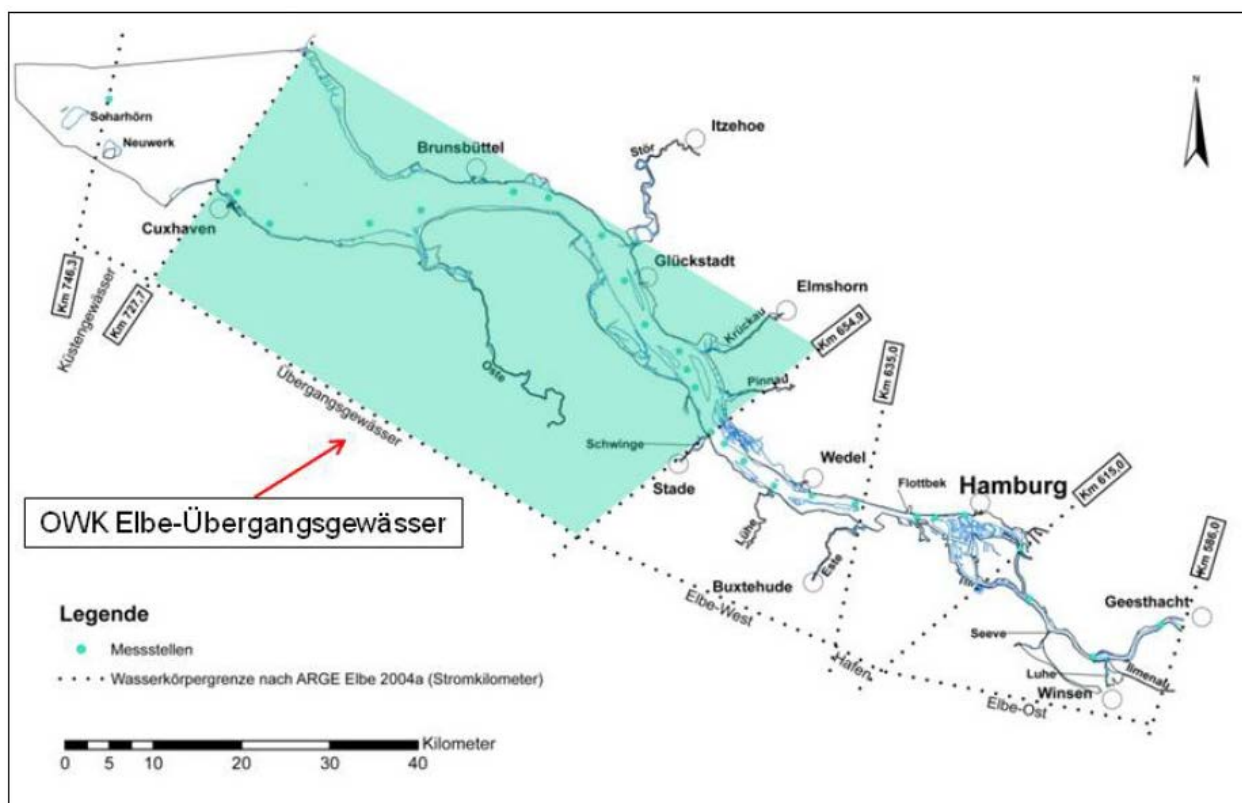 N
Scharhörn
Neuwerk
Itzehoe
Stör
Brunsbüttel
Cuxhaven
Glückstadt
Elmshorn
Krückau
Km 746,3
Km 727,7
Km 654,9
Km 635,0
Küstengewässer
Pinnau
Oste
Übergangsgewässer
Schwinge
Stade
Wedel
Flottbek
Hamburg
Km 615,0
Km 586,0
OWK Elbe-Übergangsgewässer
Lühe
Este
Buxtehude
Geesthacht
Elbe-West
Seeve
Legende
Hafen
Luhe
Ilmenau
Winsen
Messstellen
Elbe-Ost
Wasserkörpergrenze nach ARGE Elbe 2004a (Stromkilometer)
Kilometer
0 5 10 20 30 40